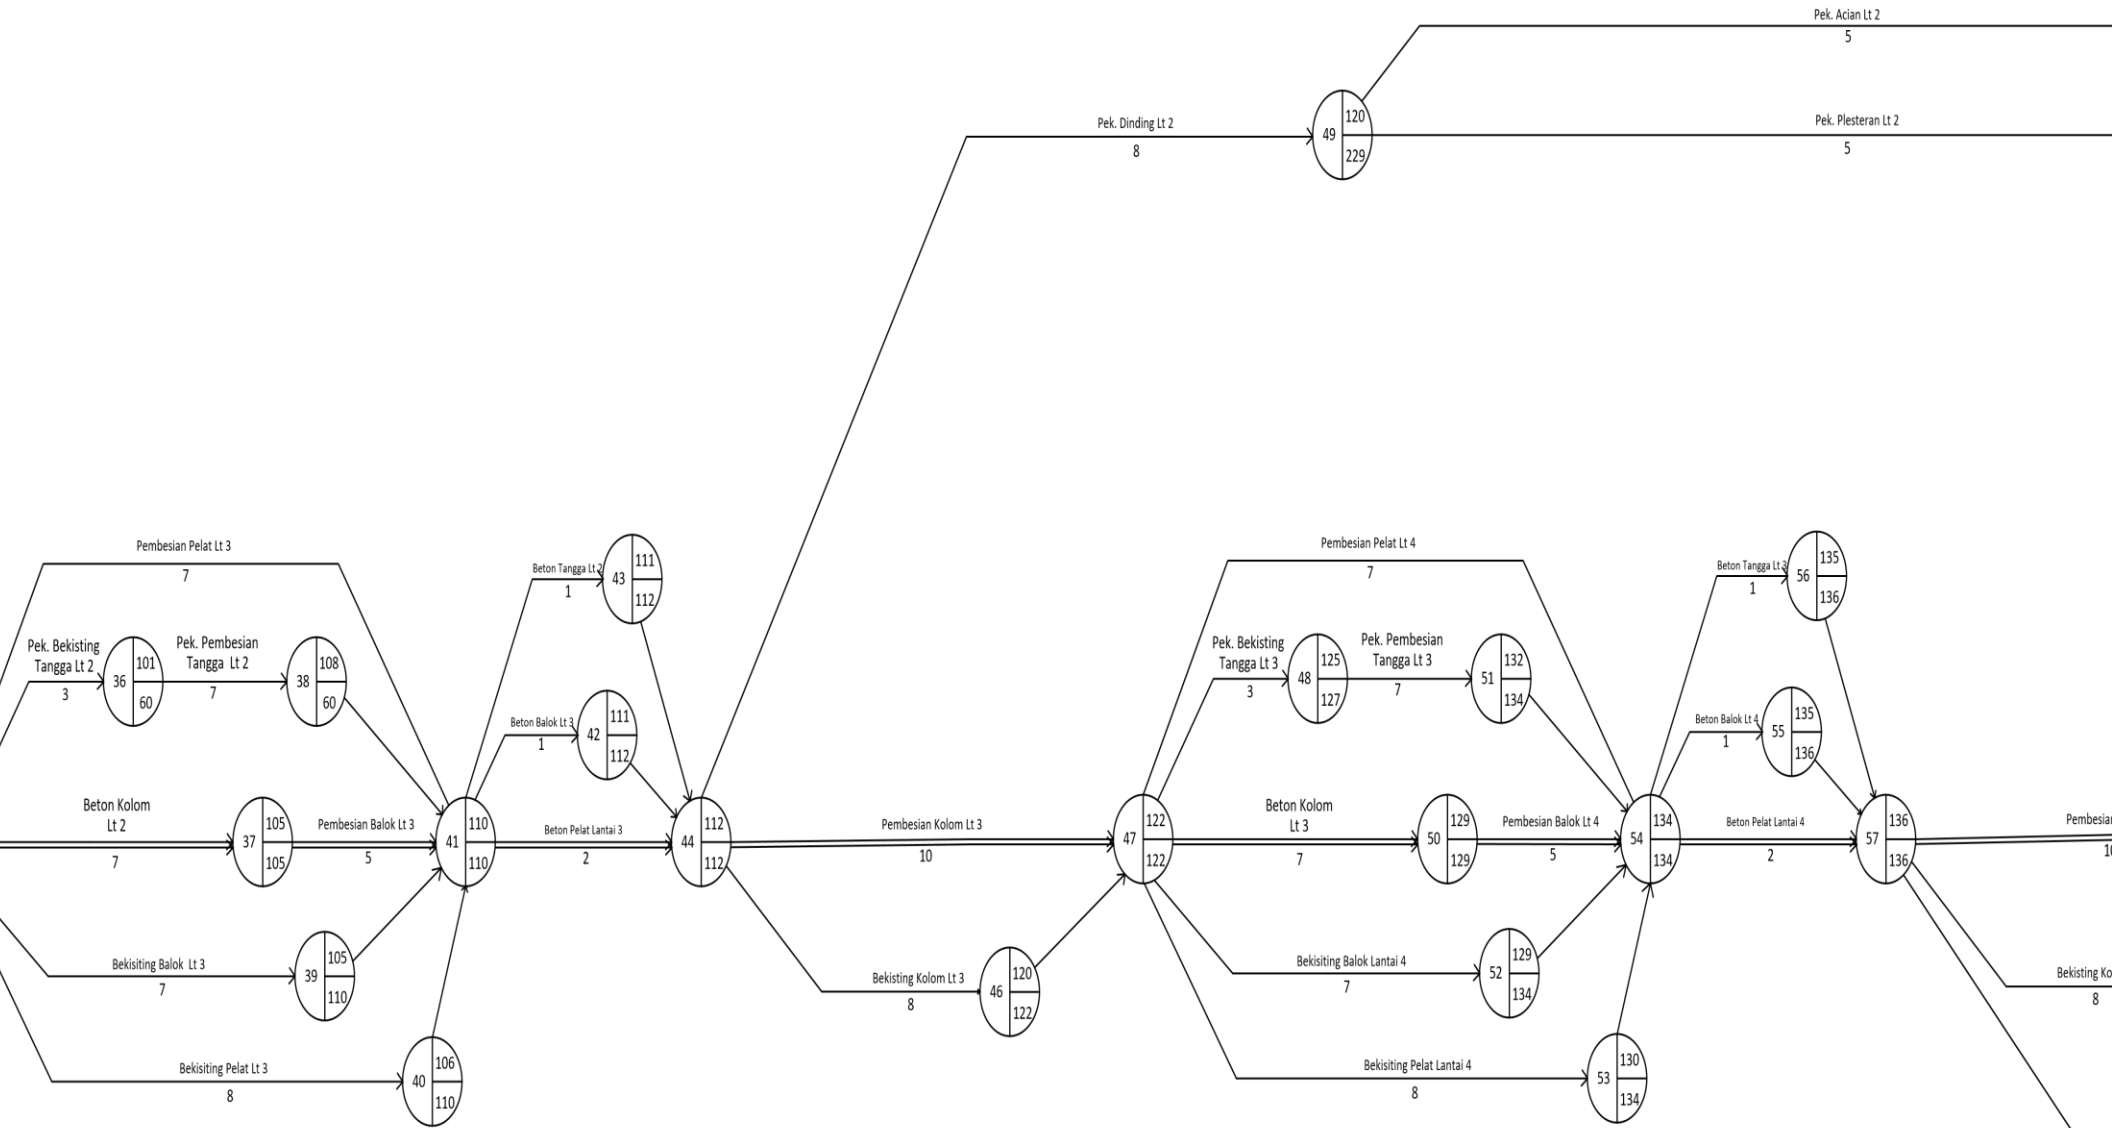 Pek. Acian Lt 2
5
Pek. Dinding Lt 2
8
49
120
229
Pek. Plesteran Lt 2
5
Pembesian Pelat Lt 3
7
Pek. Bekisting
Tangga Lt 2
3
36
101
60
Pek. Pembesian
Tangga Lt 2
7
38
108
60
Beton Kolom
Lt 2
7
37
105
105
Pembesian Balok Lt 3
5
41
110
110
Bekisiting Balok Lt 3
7
39
105
110
Bekisiting Pelat Lt 3
8
40
106
110
Beton Tangga Lt 2
1
43
111
112
Beton Balok Lt 3
1
42
111
112
Beton Pelat Lantai 3
2
44
112
112
Pembesian Kolom Lt 3
10
Bekisting Kolom Lt 3
8
46
120
122
47
122
122
Pembesian Pelat Lt 4
7
Pek. Bekisting
Tangga Lt 3
3
48
125
127
Pek. Pembesian
Tangga Lt 3
7
51
132
134
Beton Kolom
Lt 3
7
50
129
129
Pembesian Balok Lt 4
5
54
134
134
Bekisiting Balok Lantai 4
7
52
129
134
Bekisiting Pelat Lantai 4
8
53
130
134
Beton Tangga Lt 3
1
56
135
136
Beton Balok Lt 4
1
55
135
136
Beton Pelat Lantai 4
2
57
136
136
Pembesian
10
Bekisting Ko
8